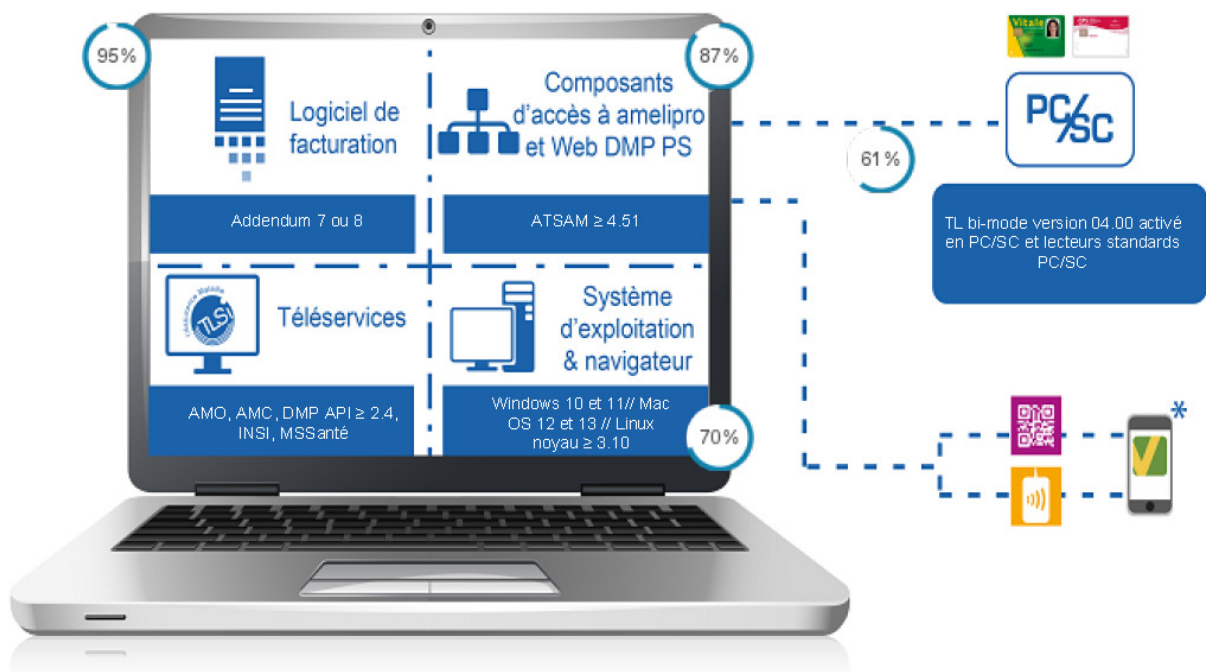 95%
87%
Logiciel de
facturation
Composants
d'accès à amelipro
et Web DMP PS
Addendum 7 ou 8
ATSAM ≥ 4.51
TLSi
Téléservices
Système
d'exploitation
& navigateur
AMO, AMC, DMP API ≥ 2.4,
INSI, MSSanté
Windows 10 et 11// Mac
OS 12 et 13 // Linux
noyau ≥ 3.10
70%
61%
Vitale
PC/SC
TL bi-mode version 04.00 activé
en PC/SC et lecteurs standards
PC/SC
*